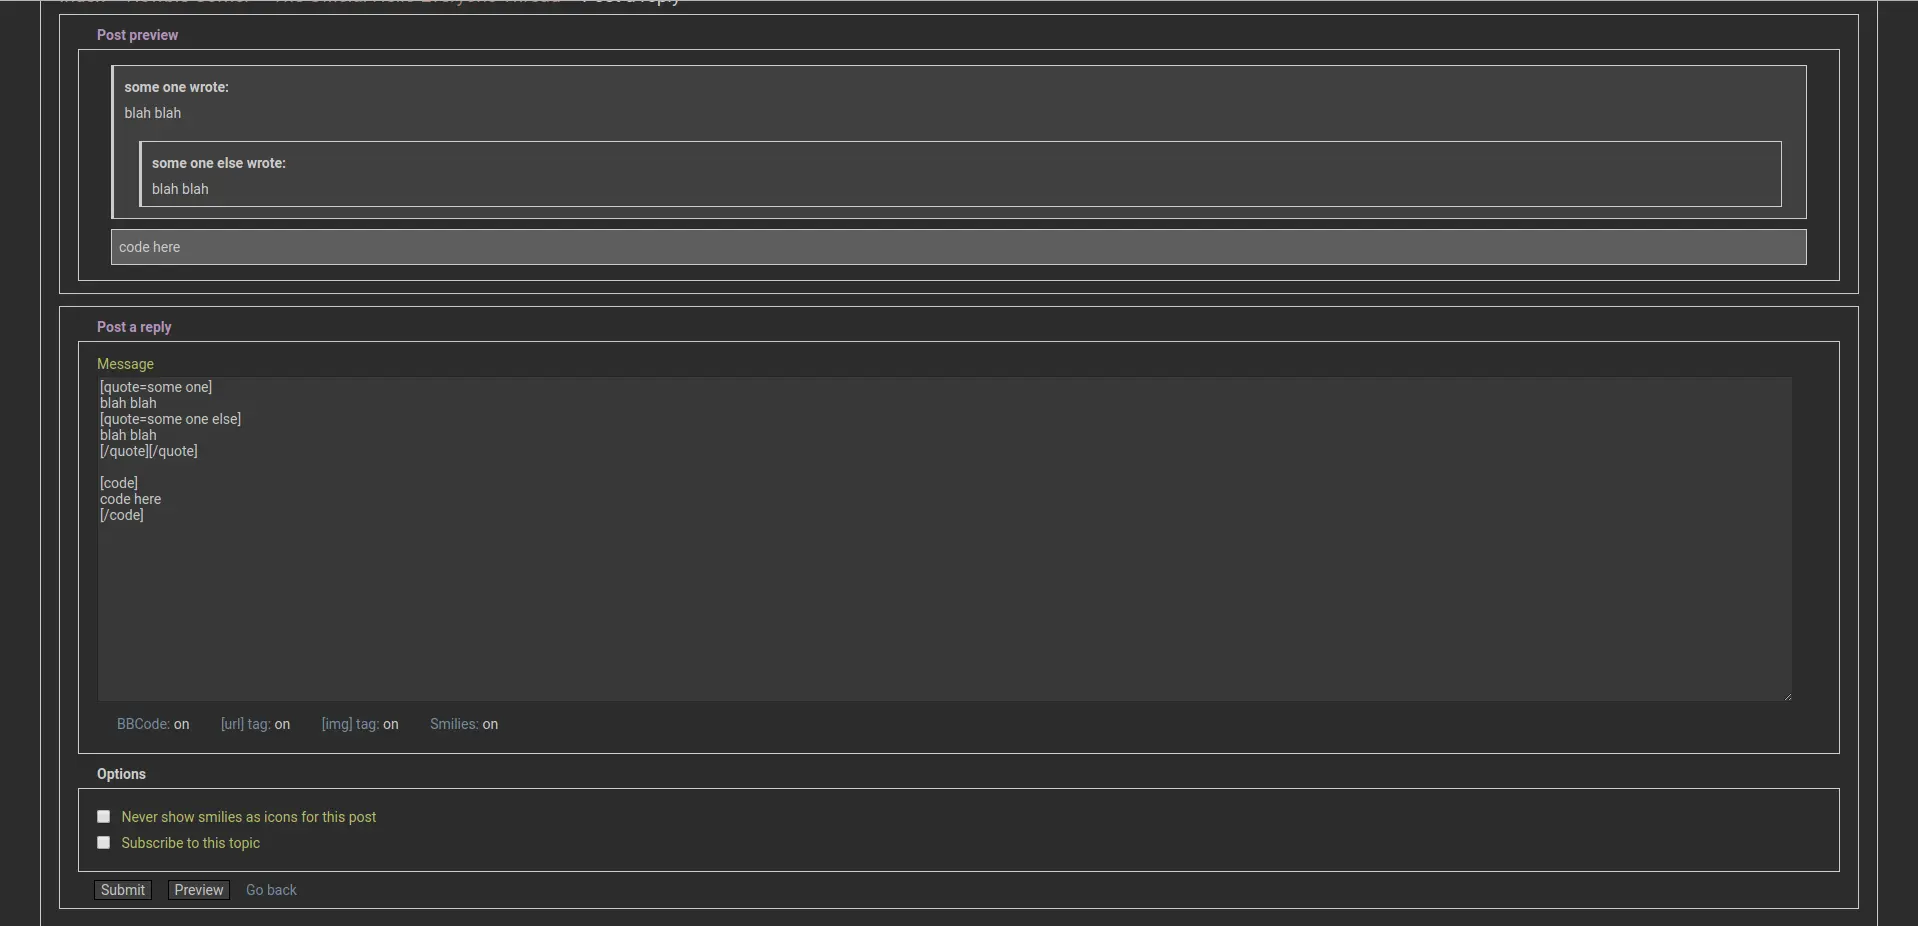 Post a reply
Post preview
some one wrote:
blah blah
some one else wrote:
blah blah
code here
Post a reply
Message
[quote=some one]
blah blah
[quote=some one else]
blah blah
[/quote][/quote]
[code]
code here
[/code]
BBCode: on [url] tag: on [img] tag: on Smilies: on
Options
Never show smilies as icons for this post
Subscribe to this topic
Submit Preview Go back